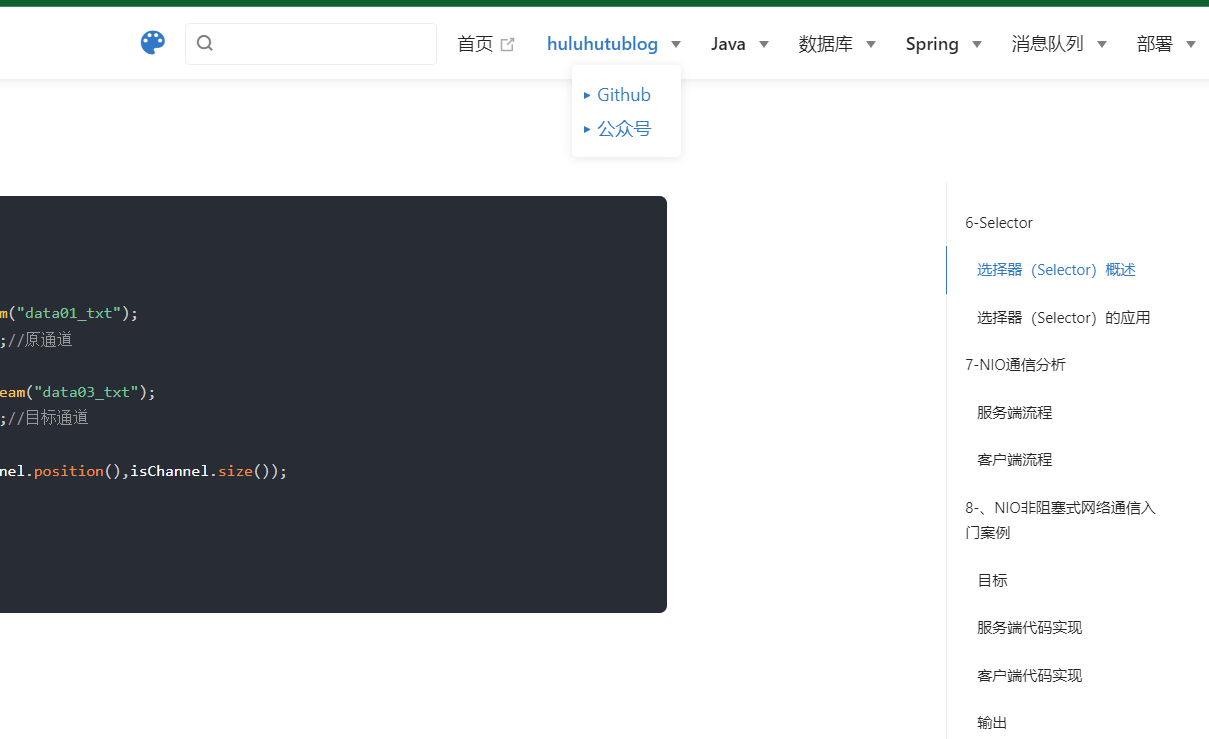 首页 huluhutublog Java 数据库 Spring 消息队列 部署
Github
公众号
m("data01_txt");
;//原通道
eam("data03_txt");
;//目标通道
nel.position(),isChannel.size());
6-Selector
选择器（Selector）概述
选择器（Selector）的应用
7-NIO通信分析
服务端流程
客户端流程
8-、NIO非阻塞式网络通信入
门案例
目标
服务端代码实现
客户端代码实现
输出